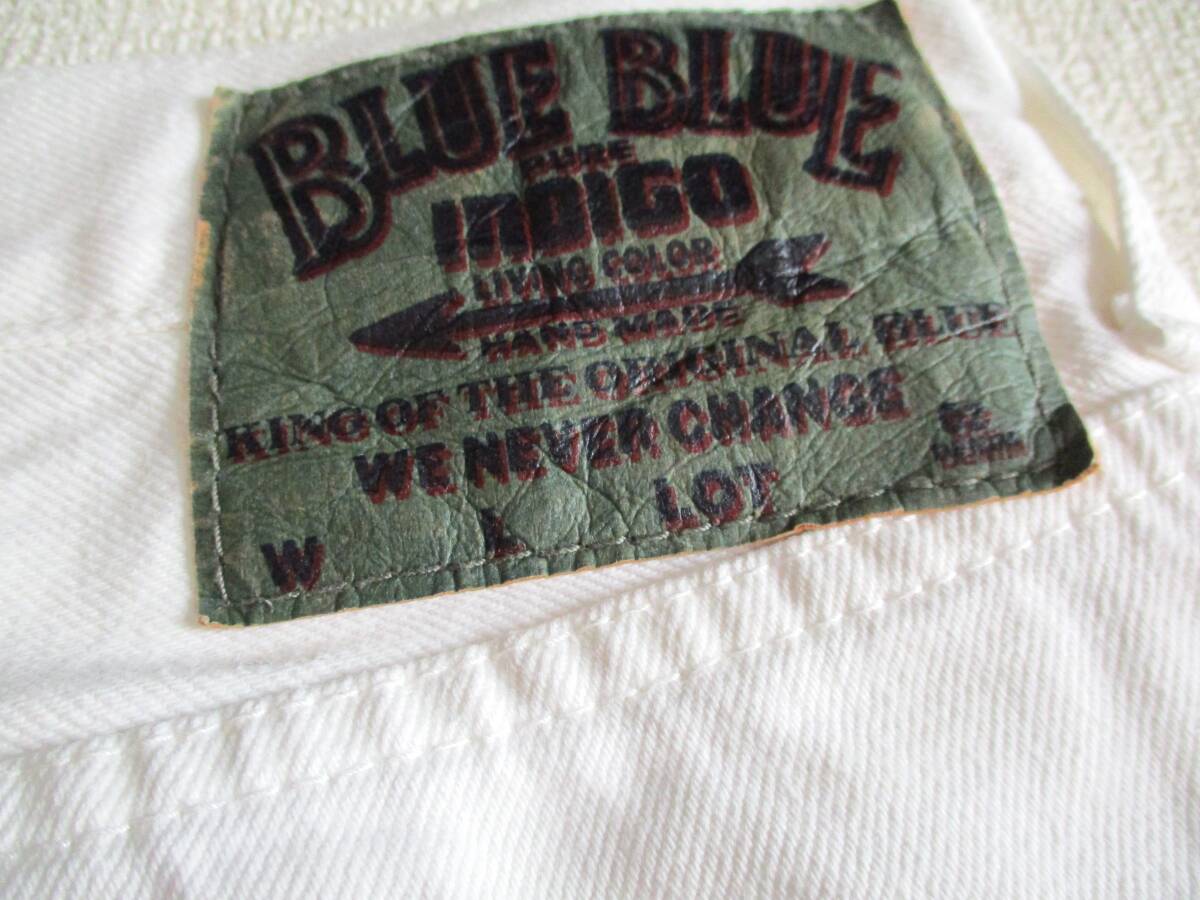 BLUE BLUE
PURE
INDIGO
LIVING COLOR
HAND MADE
KING OF THE ORIGINAL BLUE
WE NEVER CHANGE
W L LOT